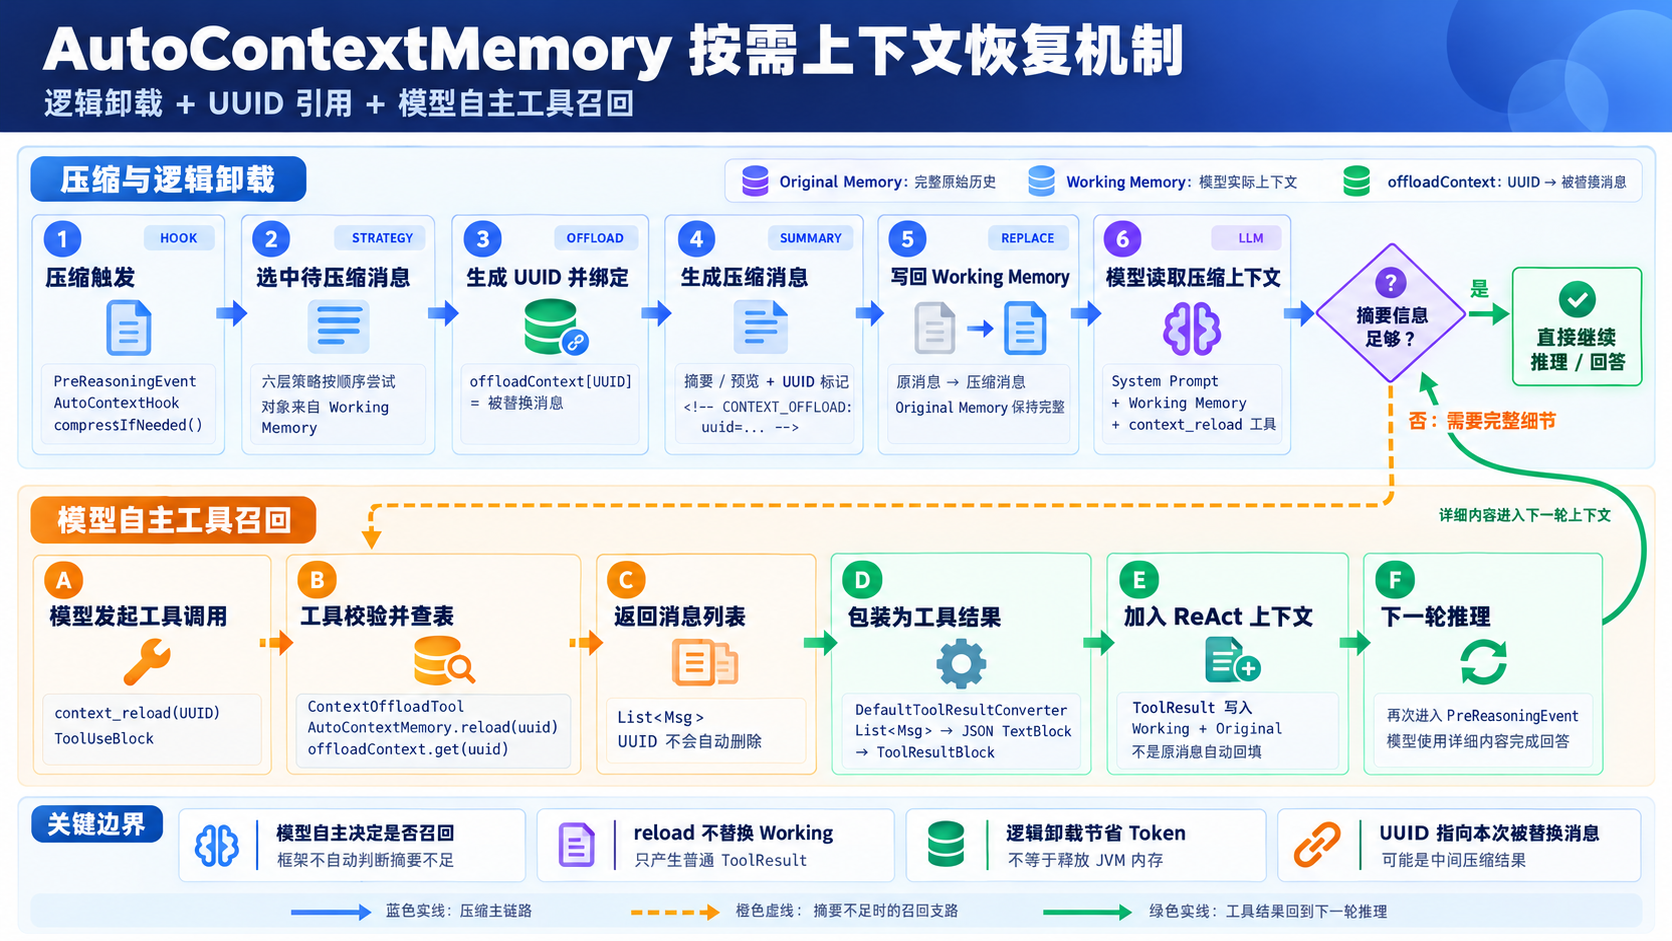 AutoContextMemory 按需上下文恢复机制
逻辑卸载 + UUID 引用 + 模型自主工具召回
压缩与逻辑卸载
Original Memory: 完整原始历史
Working Memory: 模型实际上下文
offloadContext: UUID → 被替换消息
1
HOOK
压缩触发
PreReasoningEvent
AutoContextHook
compressIfNeeded()
2
STRATEGY
选中待压缩消息
六层策略按顺序尝试
对象来自 Working
Memory
3
OFFLOAD
生成 UUID 并绑定
offloadContext[UUID]
= 被替换消息
4
SUMMARY
生成压缩消息
摘要 / 预览 + UUID 标记
<!-- CONTEXT_OFFLOAD:
uuid=... -->
5
REPLACE
写回 Working Memory
原消息 → 压缩消息
Original Memory 保持完整
6
LLM
模型读取压缩上下文
System Prompt
+ Working Memory
+ context_reload 工具
?
摘要信息
足够？
是
直接继续
推理 / 回答
否：需要完整细节
模型自主工具召回
详细内容进入下一轮上下文
A
模型发起工具调用
context_reload(UUID)
ToolUseBlock
B
工具校验并查表
ContextOffloadTool
AutoContextMemory.reload(uuid)
offloadContext.get(uuid)
C
返回消息列表
List<Msg>
UUID 不会自动删除
D
包装为工具结果
DefaultToolResultConverter
List<Msg> → JSON TextBlock
→ ToolResultBlock
E
加入 ReAct 上下文
ToolResult 写入
Working + Original
不是原消息自动回填
F
下一轮推理
再次进入 PreReasoningEvent
模型使用详细内容完成回答
关键边界
模型自主决定是否召回
框架不自动判断摘要不足
reload 不替换 Working
只产生普通 ToolResult
逻辑卸载节省 Token
不等于释放 JVM 内存
UUID 指向本次被替换消息
可能是中间压缩结果
蓝色实线：压缩主链路
橙色虚线：摘要不足时的召回支路
绿色实线：工具结果回到下一轮推理